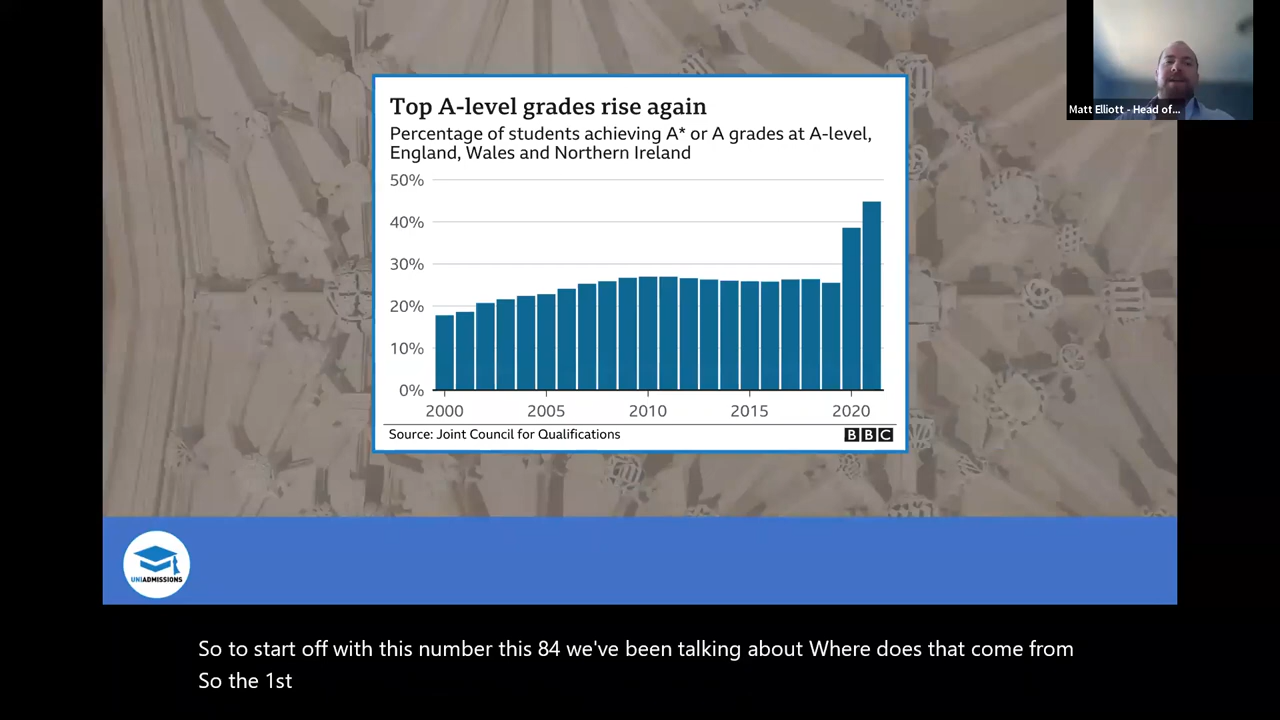 Matt Elliott - Head of...
Top A-level grades rise again
Percentage of students achieving A* or A grades at A-level,
England, Wales and Northern Ireland
50%
40%
30%
20%
10%
0%
2000 2005 2010 2015 2020
Source: Joint Council for Qualifications
BBC
UNIADMISSIONS
So to start off with this number this 84 we've been talking about Where does that come from
So the 1st